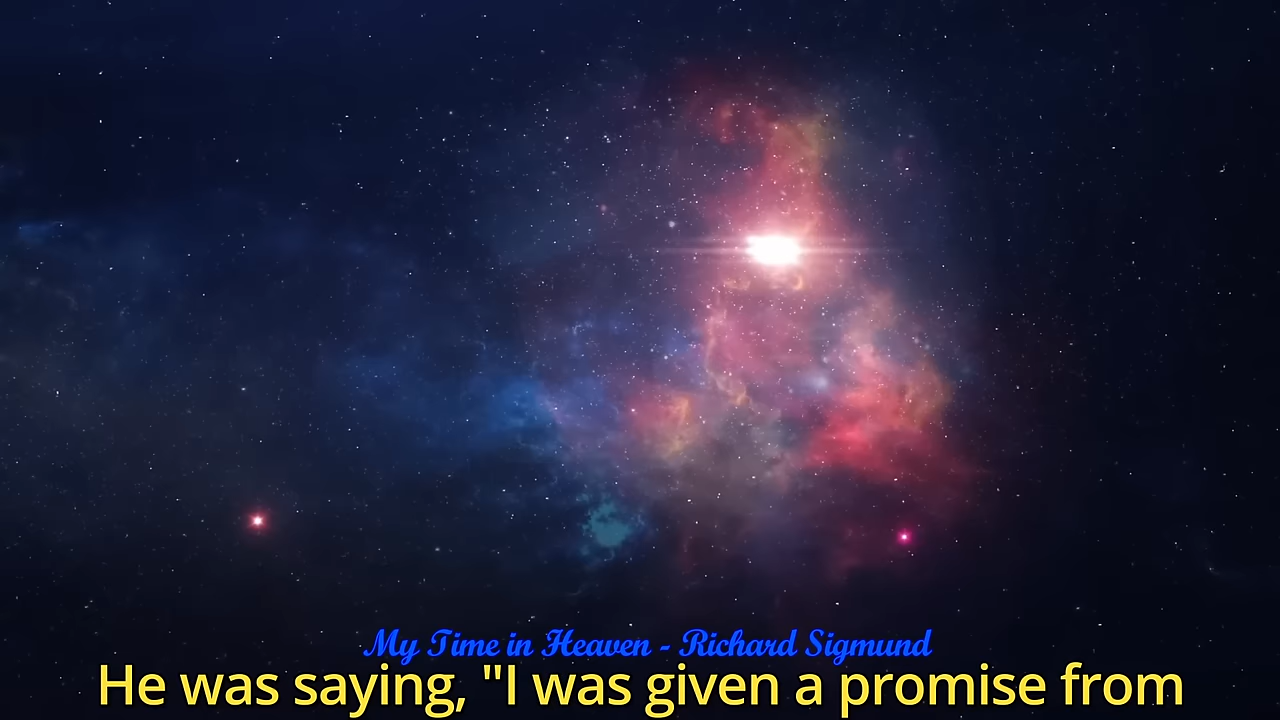 My Time in Heaven - Richard Sigmund
He was saying, "I was given a promise from